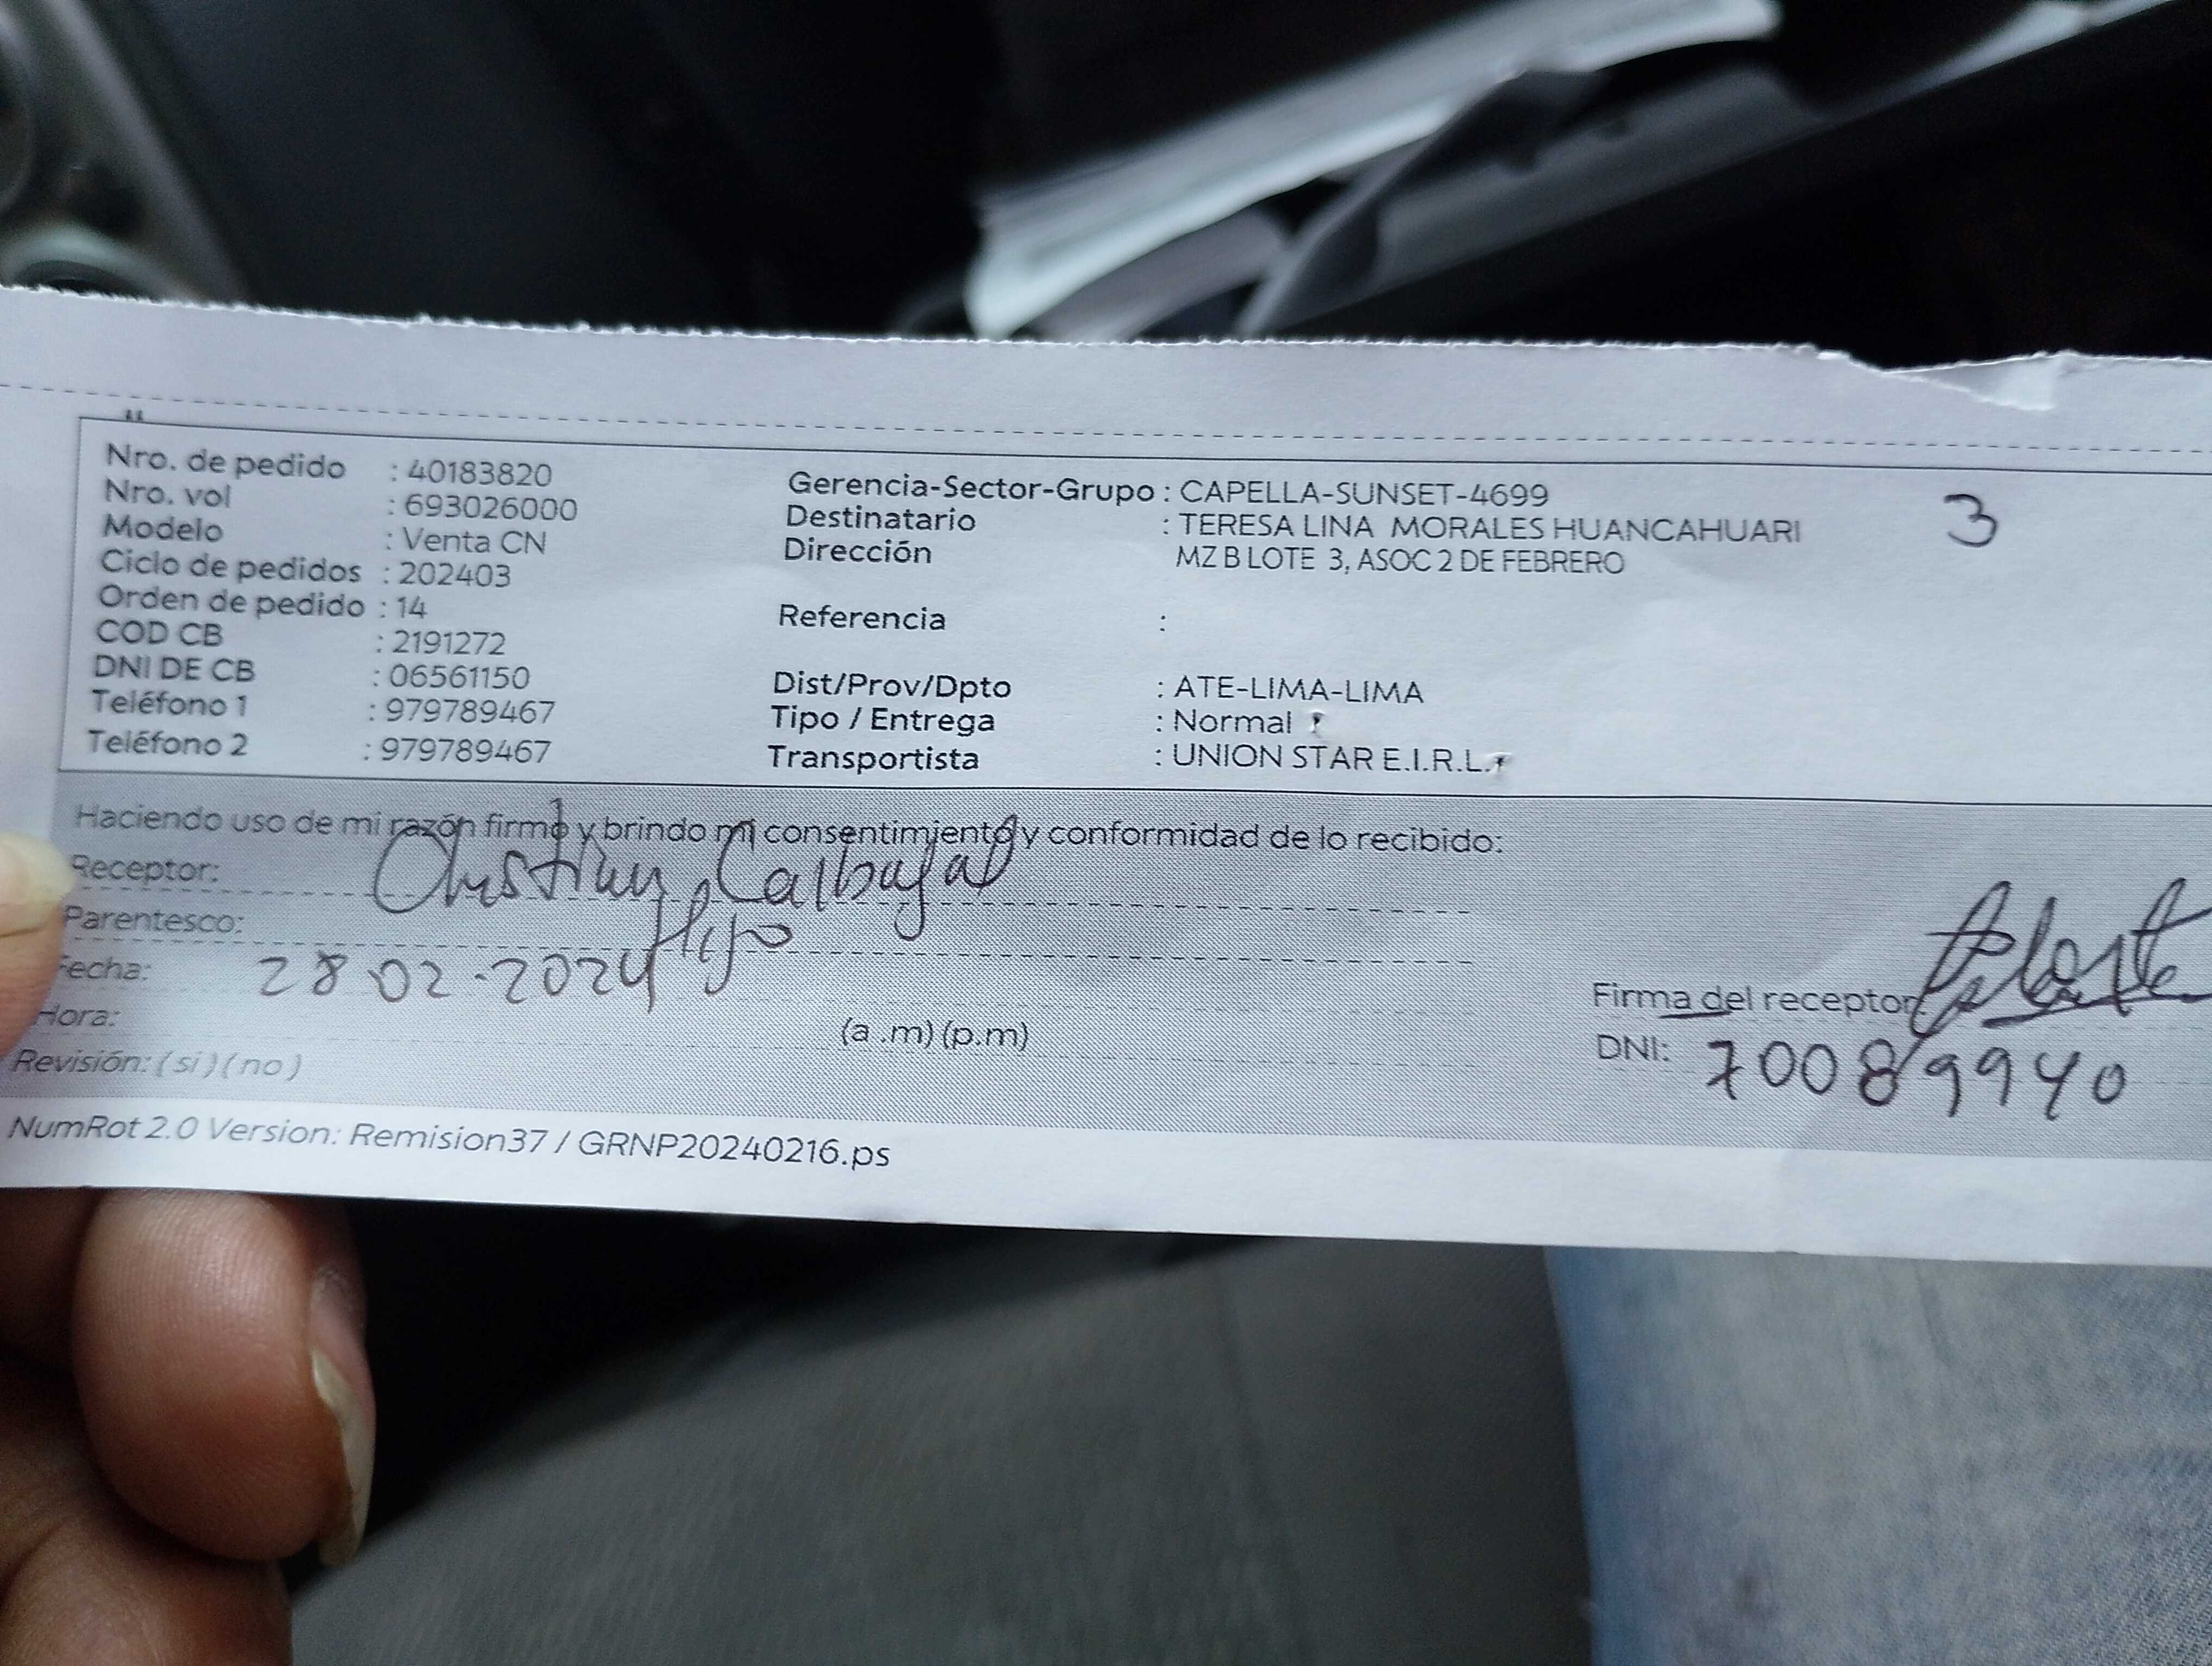 Nro. de pedido : 40183820
Nro. vol : 693026000
Modelo : Venta CN
Ciclo de pedidos : 202403
Orden de pedido : 14
COD CB : 2191272
DNI DE CB : 06561150
Teléfono 1 : 979789467
Teléfono 2 : 979789467
Gerencia-Sector-Grupo : CAPELLA-SUNSET-4699
Destinatario : TERESA LINA MORALES HUANCAHUARI
Dirección MZ B LOTE 3, ASOC 2 DE FEBRERO
Referencia :
Dist/Prov/Dpto : ATE-LIMA-LIMA
Tipo / Entrega : Normal
Transportista : UNION STAR E.I.R.L.
3
Haciendo uso de mi razón firmo y brindo mi consentimiento y conformidad de lo recibido:
Receptor: Christian Calbajal
Parentesco: Hijo
Fecha: 28.02-2024
Hora: (a .m) (p.m)
Revisión: ( si ) ( no )
Firma del receptor
DNI: 70089940
NumRot 2.0 Version: Remision37 / GRNP20240216.ps